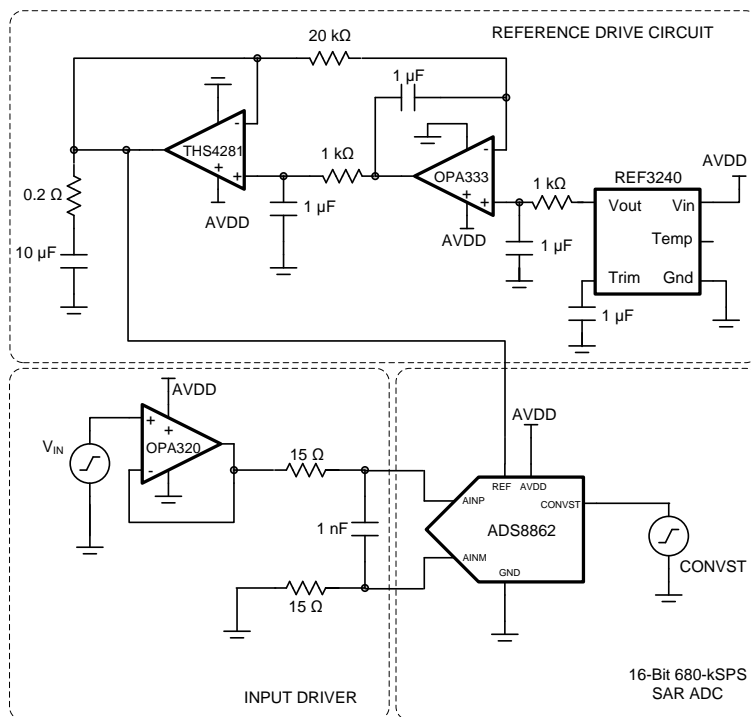 REFERENCE DRIVE CIRCUIT
20 kΩ
1 µF
-
THS4281
+
+
AVDD
1 kΩ
-
OPA333
+
+
AVDD
1 kΩ
REF3240
AVDD
Vout
Vin
Temp
Trim
Gnd
0.2 Ω
10 µF
1 µF
1 µF
1 µF
AVDD
VIN
+
+
OPA320
-
15 Ω
1 nF
15 Ω
INPUT DRIVER
AVDD
REF
AVDD
CONVST
AINP
ADS8862
AINM
GND
CONVST
16-Bit 680-kSPS
SAR ADC